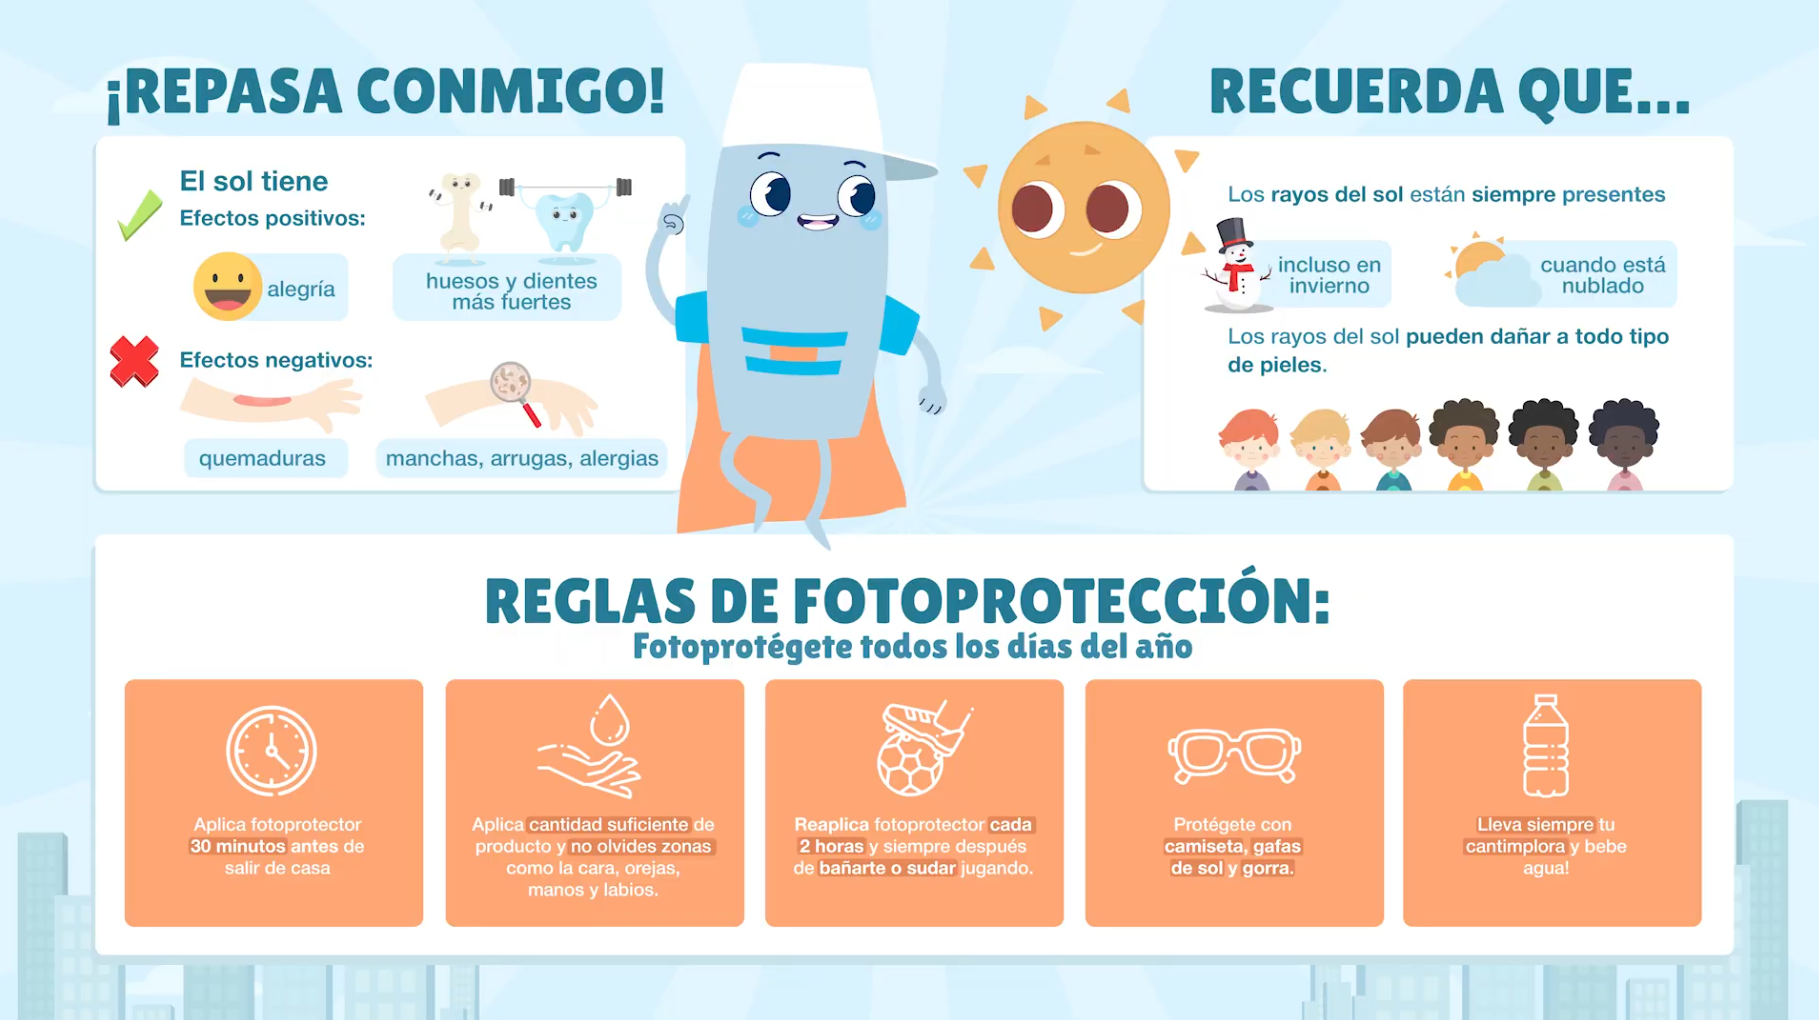 ¡REPASA CONMIGO!
El sol tiene
Efectos positivos:
alegría
huesos y dientes
más fuertes
Efectos negativos:
quemaduras
manchas, arrugas, alergias
RECUERDA QUE...
Los rayos del sol están siempre presentes
incluso en
invierno
cuando está
nublado
Los rayos del sol pueden dañar a todo tipo
de pieles.
REGLAS DE FOTOPROTECCIÓN:
Fotoprotégete todos los días del año
Aplica fotoprotector
30 minutos antes de
salir de casa
Aplica cantidad suficiente de
producto y no olvides zonas
como la cara, orejas,
manos y labios.
Reaplica fotoprotector cada
2 horas y siempre después
de bañarte o sudar jugando.
Protégete con
camiseta, gafas
de sol y gorra.
Lleva siempre tu
cantimplora y bebe
agua!